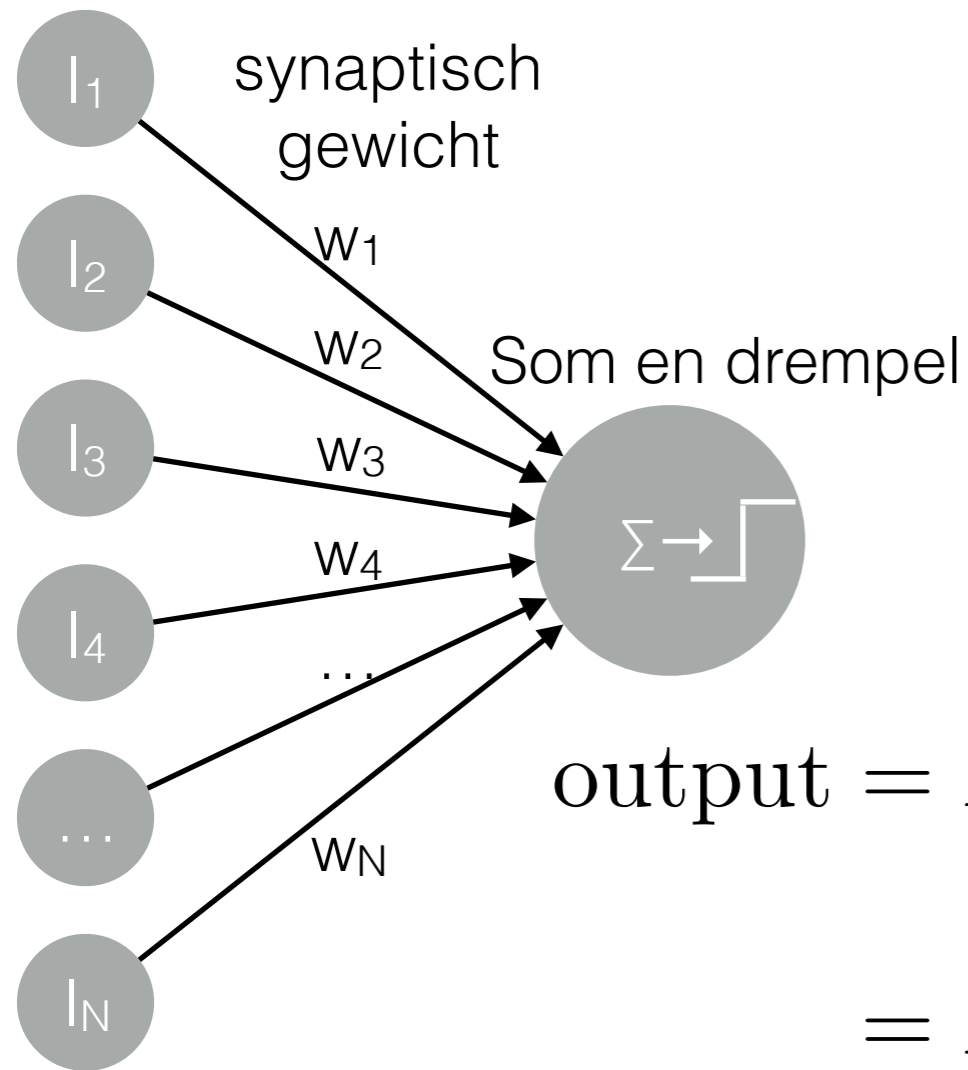 I1
synaptisch
gewicht
w1
I2
w2
Som en drempel
I3
w3
∑→
I4
w4
...
output =
...
wN
IN
=